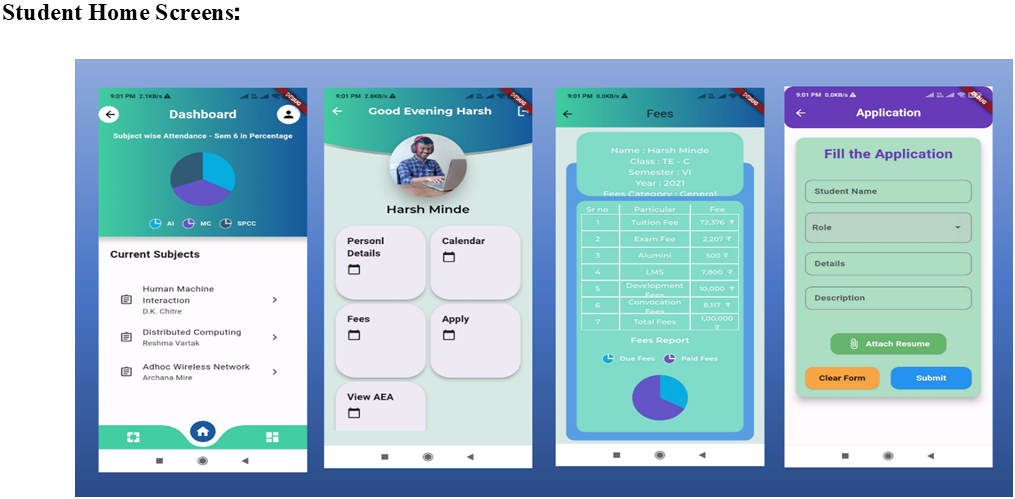 Student Home Screens:
9:01 PM 2.1KB/s
DEBUG
Dashboard
Subject wise Attendance - Sem 6 in Percentage
AI MC SPCC
Current Subjects
Human Machine
Interaction
D.K. Chitre
Distributed Computing
Reshma Vartak
Adhoc Wireless Network
Archana Mire
9:01 PM 2.8KB/s
DEBUG
Good Evening Harsh
Harsh Minde
Personl
Details
Calendar
Fees
Apply
View AEA
9:01 PM 0.0KB/s
DEBUG
Fees
Name : Harsh Minde
Class : TE - C
Semester : VI
Year : 2021
Fees Category : General
Sr no Particular Fee
1 Tuition Fee 72,376 ₹
2 Exam Fee 2,207 ₹
3 Alumini 500 ₹
4 LMS 7,800 ₹
5 Development Fees 10,000 ₹
6 Convocation Fees 8,117 ₹
7 Total Fees 1,00,000 ₹
Fees Report
Due Fees Paid Fees
9:01 PM 0.0KB/s
DEBUG
Application
Fill the Application
Student Name
Role
Details
Description
Attach Resume
Clear Form Submit